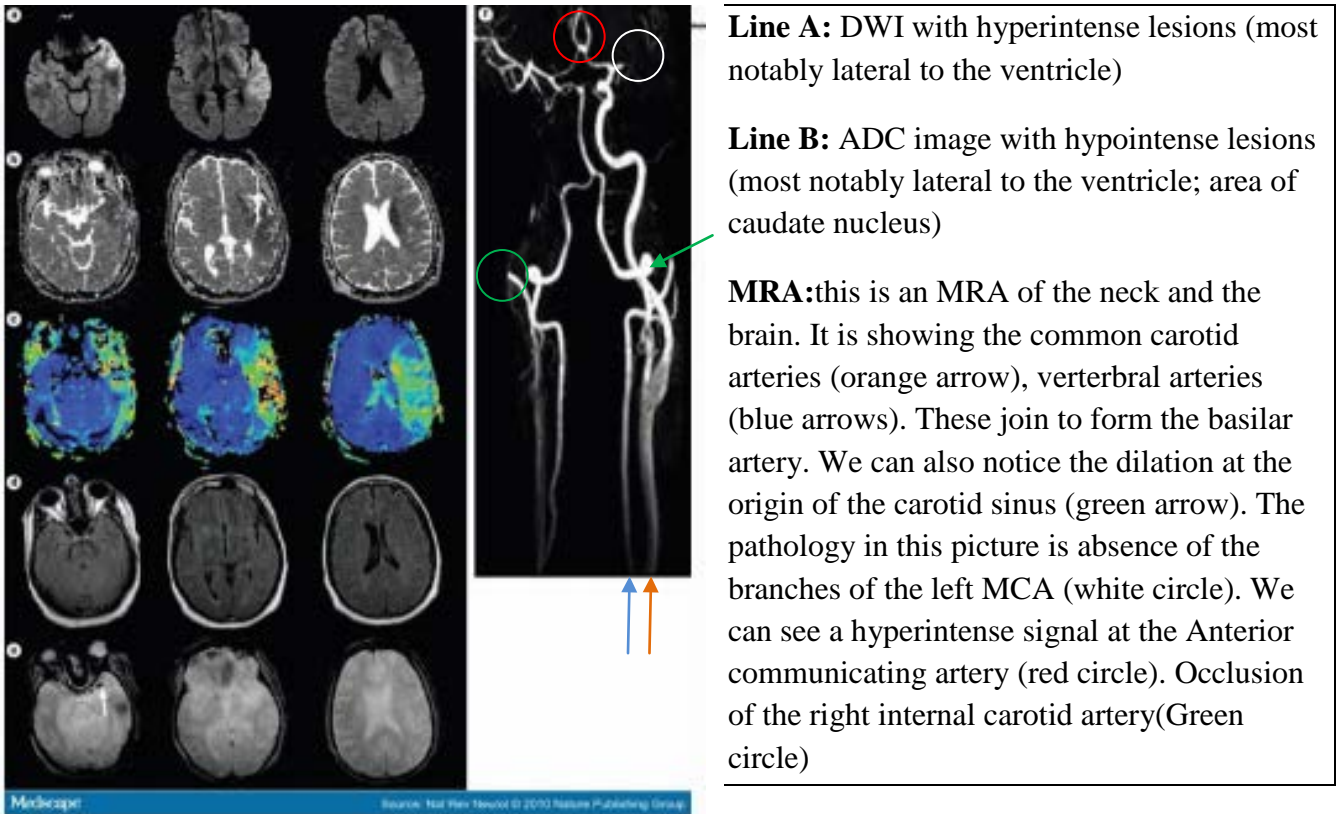 a
b
c
d
e
f
Line A: DWI with hyperintense lesions (most
notably lateral to the ventricle)
Line B: ADC image with hypointense lesions
(most notably lateral to the ventricle; area of
caudate nucleus)
MRA:this is an MRA of the neck and the
brain. It is showing the common carotid
arteries (orange arrow), verterbral arteries
(blue arrows). These join to form the basilar
artery. We can also notice the dilation at the
origin of the carotid sinus (green arrow). The
pathology in this picture is absence of the
branches of the left MCA (white circle). We
can see a hyperintense signal at the Anterior
communicating artery (red circle). Occlusion
of the right internal carotid artery(Green
circle)
Medscape
Source: Nat Rev Neurol © 2010 Nature Publishing Group